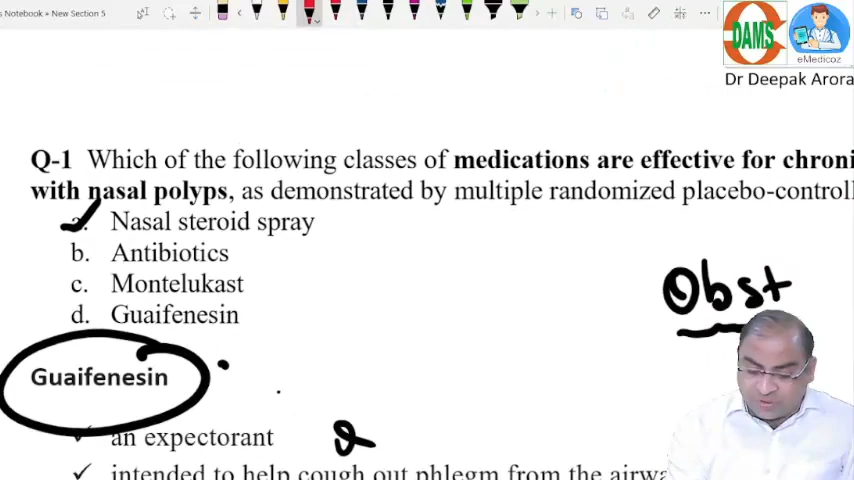 s Notebook » New Section 5
DAMS
eMedicoz
Dr Deepak Arora
Q-1 Which of the following classes of medications are effective for chroni
with nasal polyps, as demonstrated by multiple randomized placebo-controll
a. Nasal steroid spray
b. Antibiotics
c. Montelukast
d. Guaifenesin
Obst
Guaifenesin
✓ an expectorant
✓ intended to help cough out phlegm from the airwa